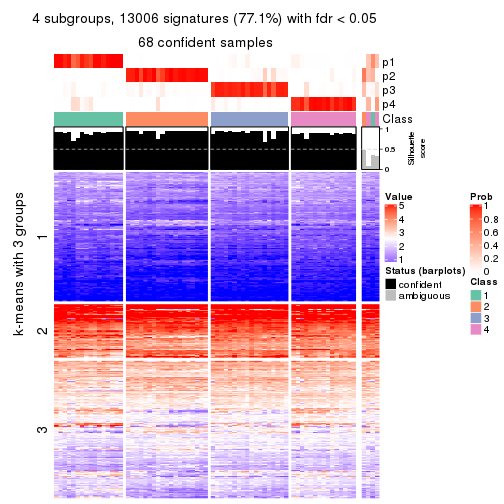 4 subgroups, 13006 signatures (77.1%) with fdr < 0.05
68 confident samples
p1
p2
p3
p4
Class
1
0.5
0
Silhouette
score
k-means with 3 groups
1
2
3
Value
5
4
3
2
1
Status (barplots)
confident
ambiguous
Prob
1
0.8
0.6
0.4
0.2
0
Class
1
2
3
4